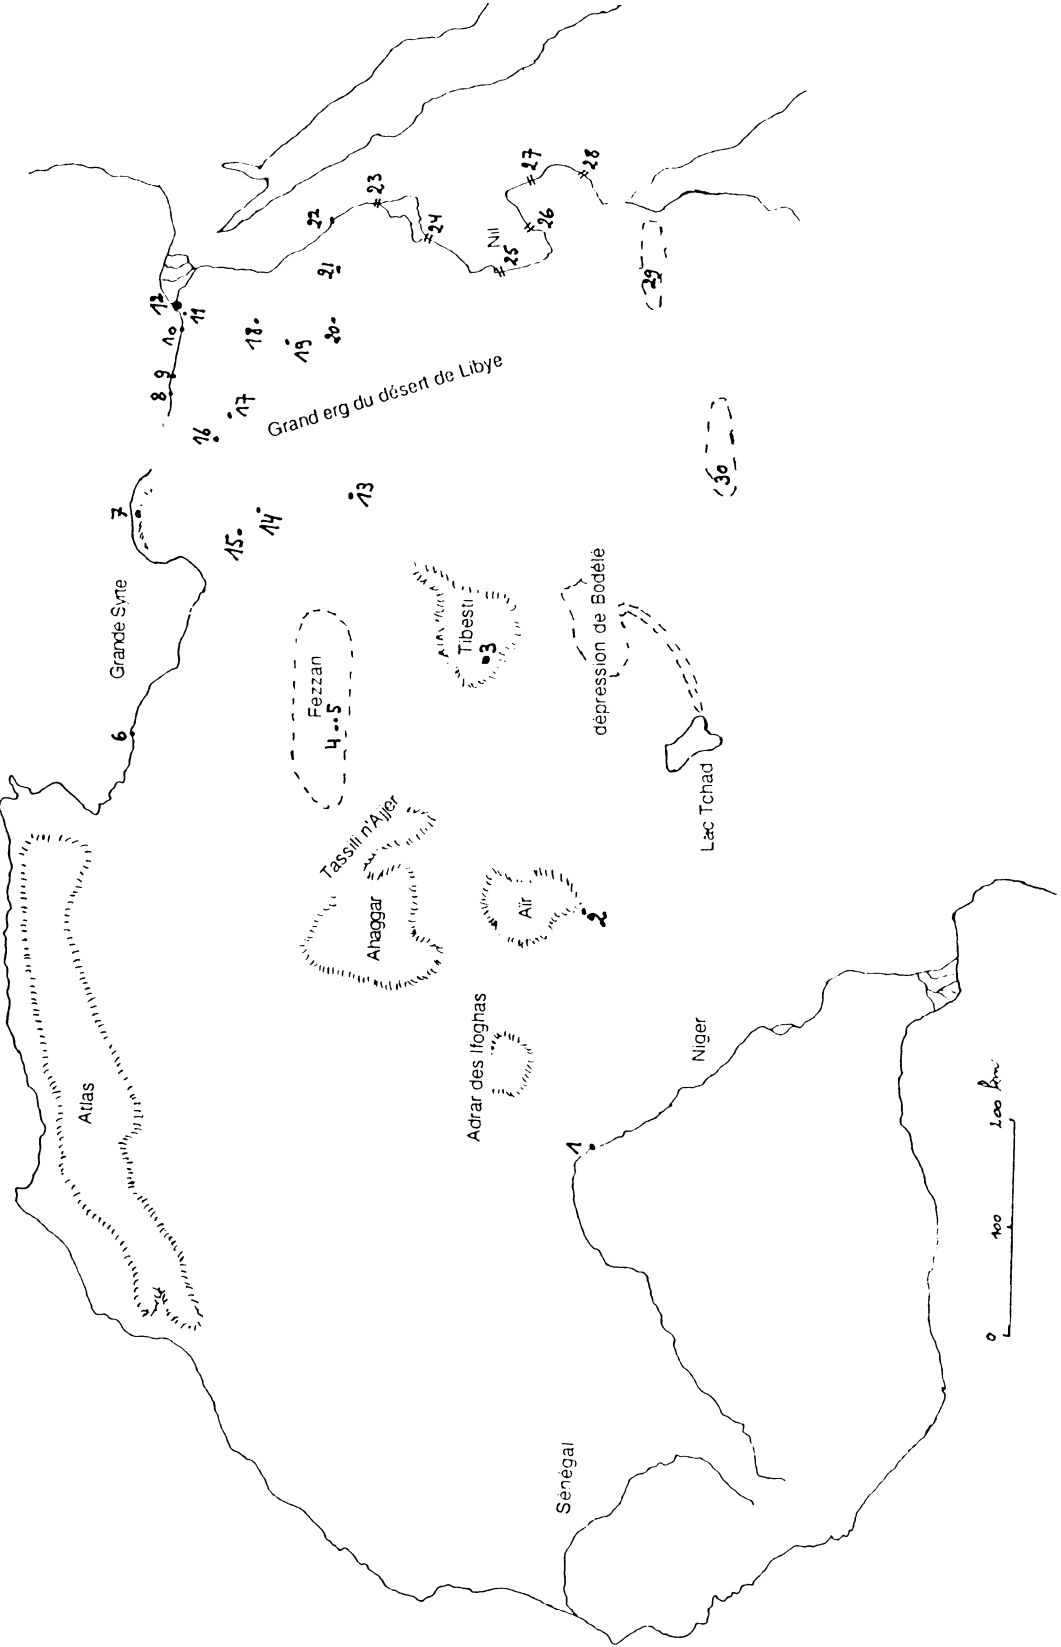 Atlas
Grande Syrte
6
7
8
9
10
11
12
15
14
13
16
17
18
19
20
21
22
23
24
25
26
27
28
Nil
Grand erg du désert de Libye
Fezzan
4
5
Tassili n'Ajjer
Ahaggar
Tibesti
3
Aïr
2
Adrar des Ifoghas
dépression de Bodélé
Lac Tchad
29
30
1
Niger
Sénégal
0 100 200 km